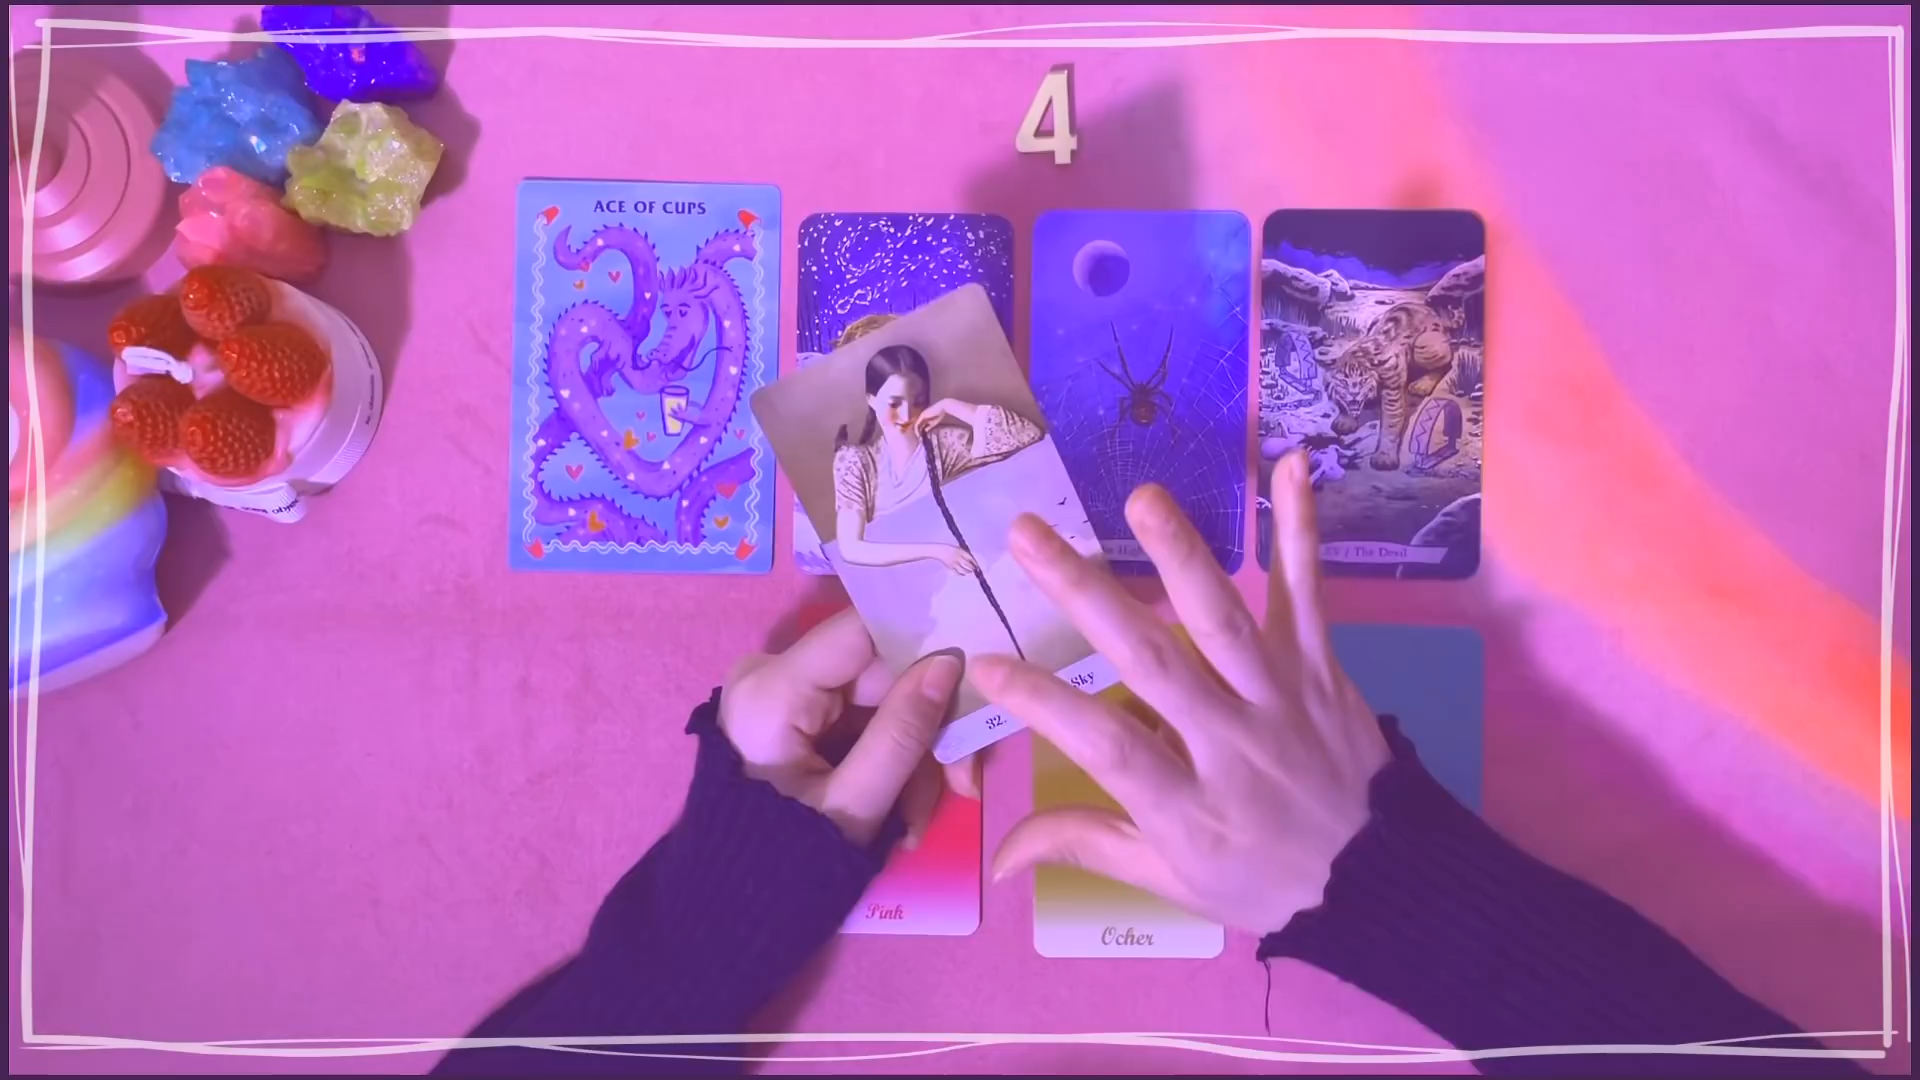 4
ACE OF CUPS
XV / The Devil
Sky
32.
Pink
Ocher